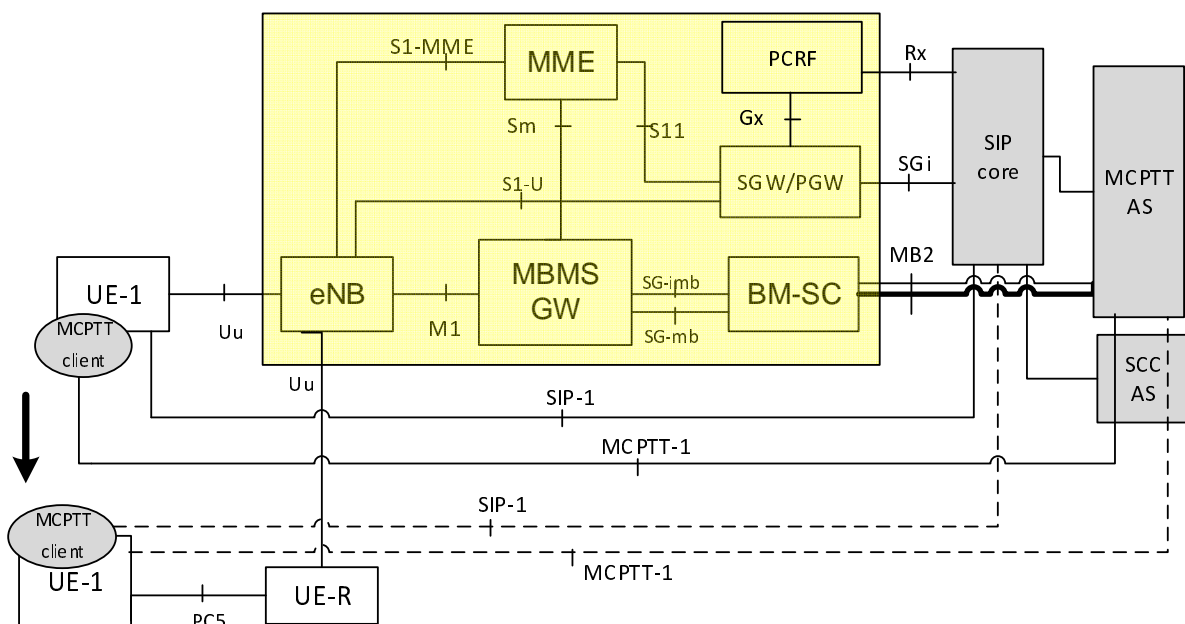 S1-MME
MME
PCRF
Rx
Sm
S11
Gx
SIP
core
MCPTT
AS
S1-U
SGW/PGW
SGi
UE-1
MCPTT
client
Uu
eNB
M1
MBMS
GW
SG-imb
SG-mb
BM-SC
MB2
SCC
AS
Uu
SIP-1
MCPTT-1
MCPTT
client
UE-1
SIP-1
MCPTT-1
PC5
UE-R